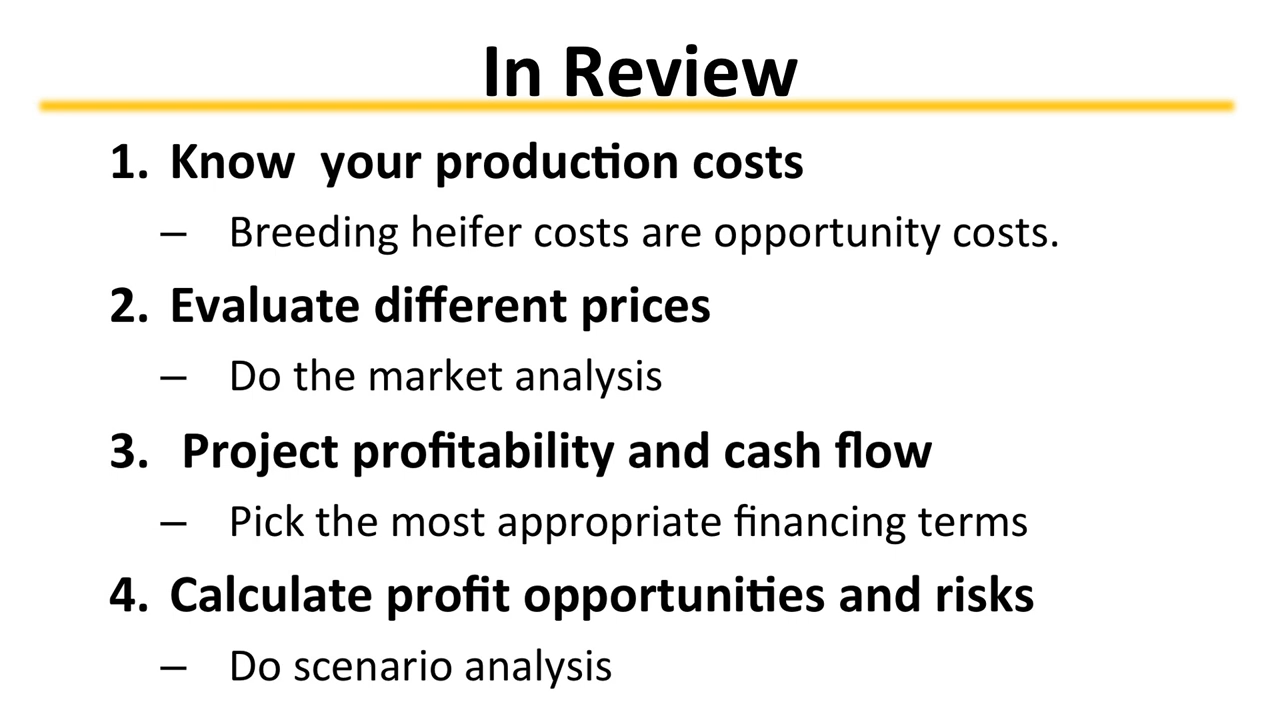 In Review
1. Know  your production costs
– Breeding heifer costs are opportunity costs.
2. Evaluate different prices
– Do the market analysis
3.  Project profitability and cash flow
– Pick the most appropriate financing terms
4. Calculate profit opportunities and risks
– Do scenario analysis